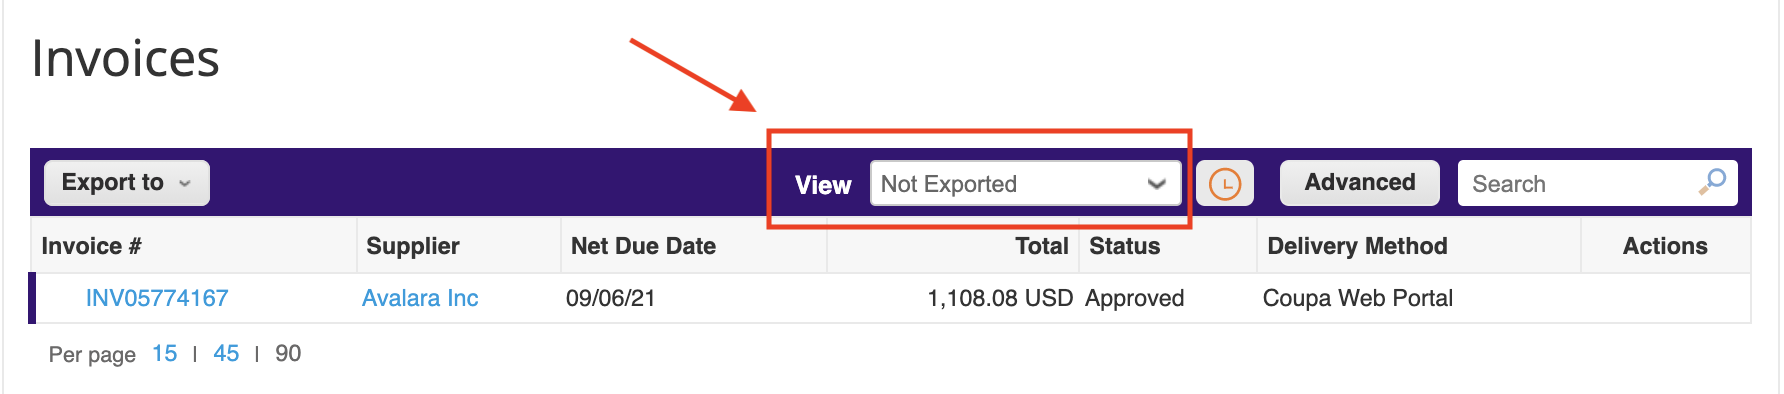 Invoices
Export to View Not Exported Advanced Search
Invoice # Supplier Net Due Date Total Status Delivery Method Actions
INV05774167 Avalara Inc 09/06/21 1,108.08 USD Approved Coupa Web Portal
Per page 15 | 45 | 90